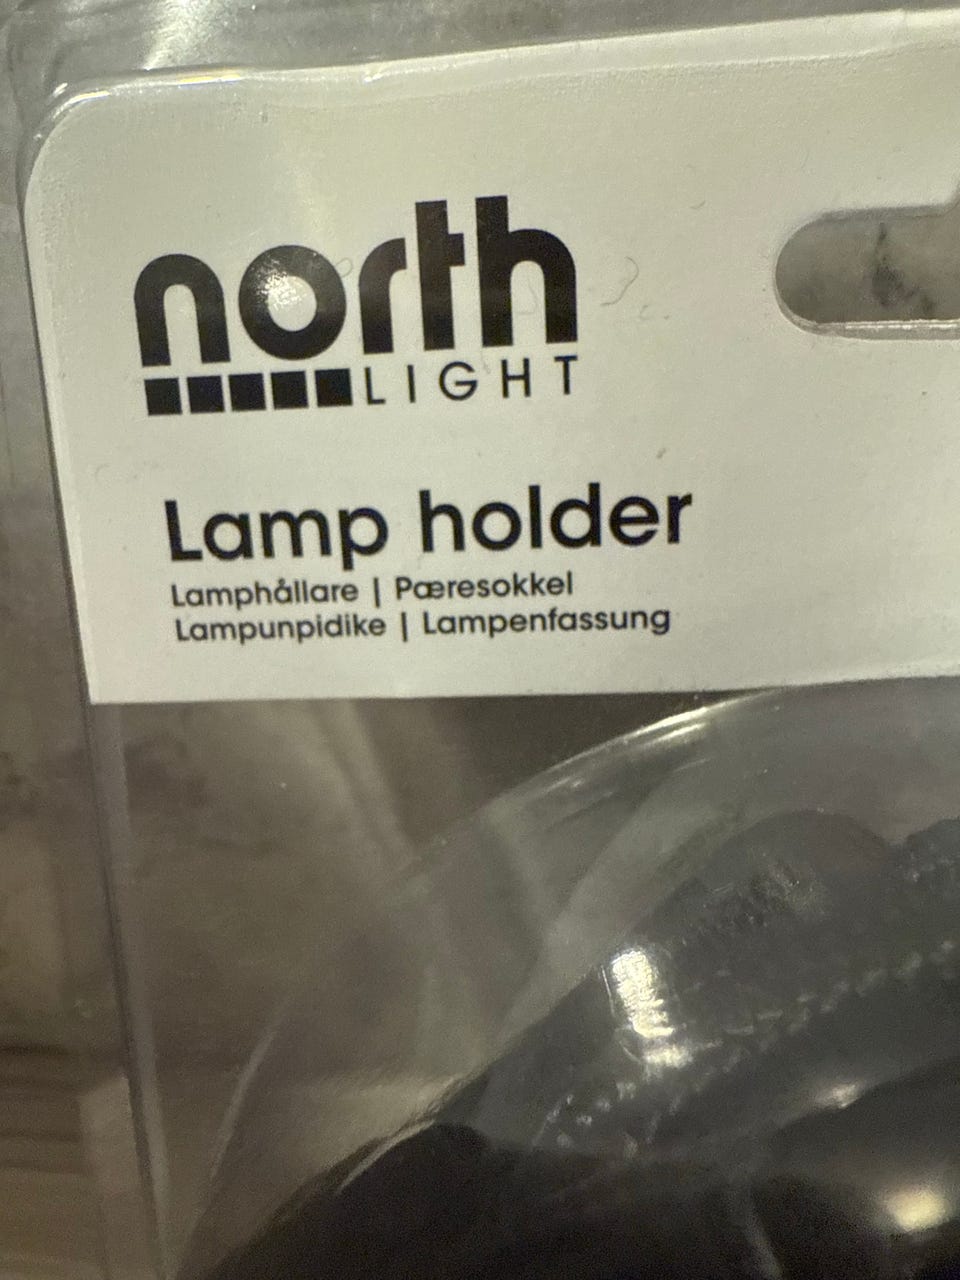 north
LIGHT
Lamp holder
Lamphållare | Pæresokkel
Lampunpidike | Lampenfassung